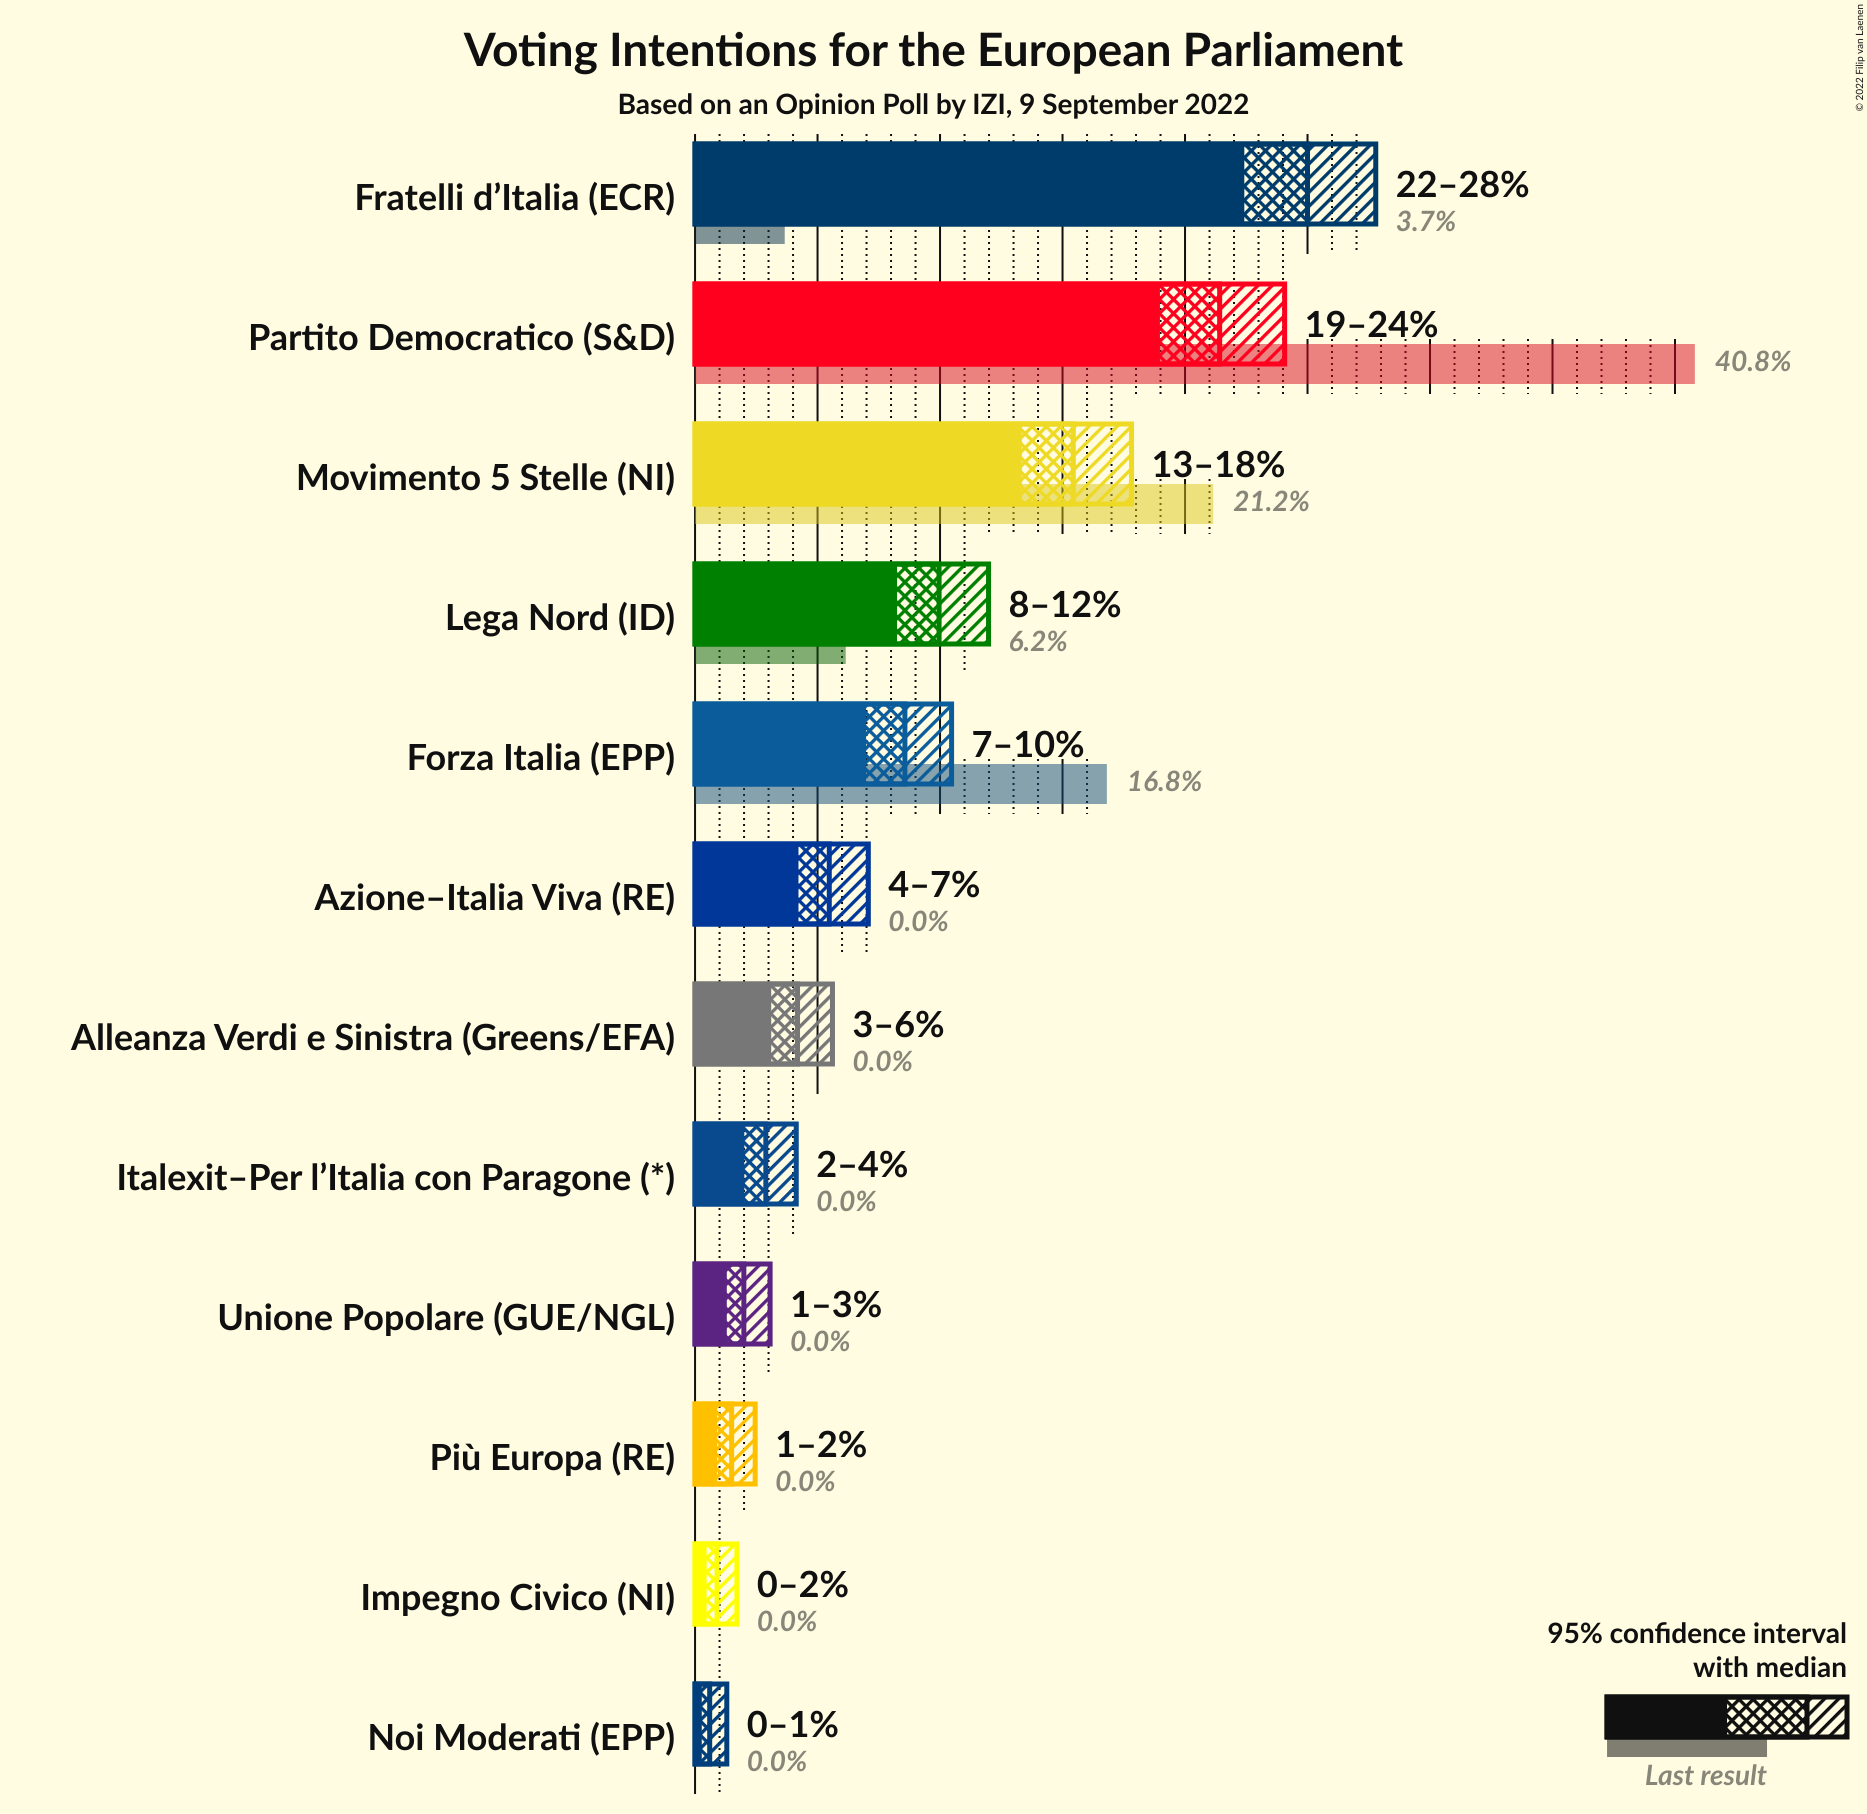 Voting Intentions for the European Parliament
Based on an Opinion Poll by IZI, 9 September 2022
© 2022 Filip van Laenen
Fratelli d’Italia (ECR)
22–28%
3.7%
Partito Democratico (S&D)
19–24%
40.8%
Movimento 5 Stelle (NI)
13–18%
21.2%
Lega Nord (ID)
8–12%
6.2%
Forza Italia (EPP)
7–10%
16.8%
Azione–Italia Viva (RE)
4–7%
0.0%
Alleanza Verdi e Sinistra (Greens/EFA)
3–6%
0.0%
Italexit–Per l’Italia con Paragone (*)
2–4%
0.0%
Unione Popolare (GUE/NGL)
1–3%
0.0%
Più Europa (RE)
1–2%
0.0%
Impegno Civico (NI)
0–2%
0.0%
Noi Moderati (EPP)
0–1%
0.0%
95% confidence interval
with median
Last result